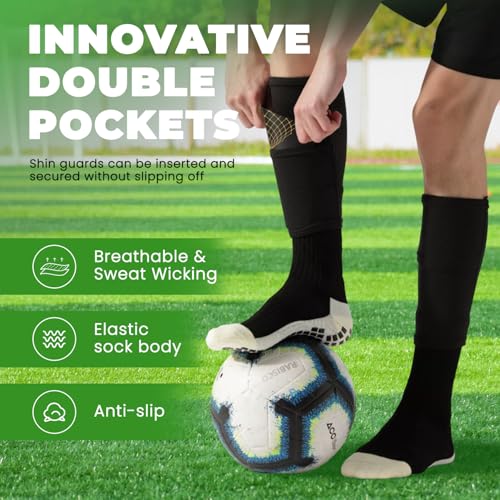 INNOVATIVE
DOUBLE
POCKETS
Shin guards can be inserted and
secured without slipping off
Breathable &
Sweat Wicking
Elastic
sock body
Anti-slip
RABISCO